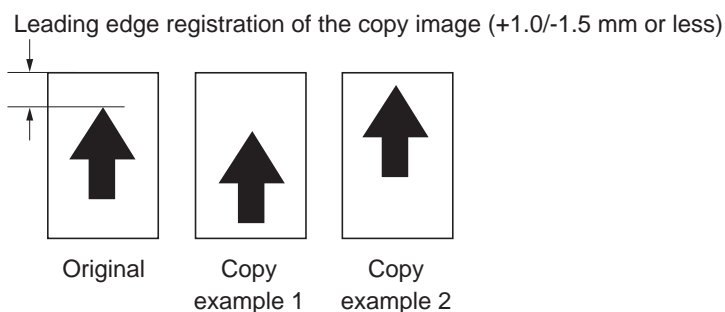 Leading edge registration of the copy image (+1.0/-1.5 mm or less)
Original
Copy
example 1
Copy
example 2